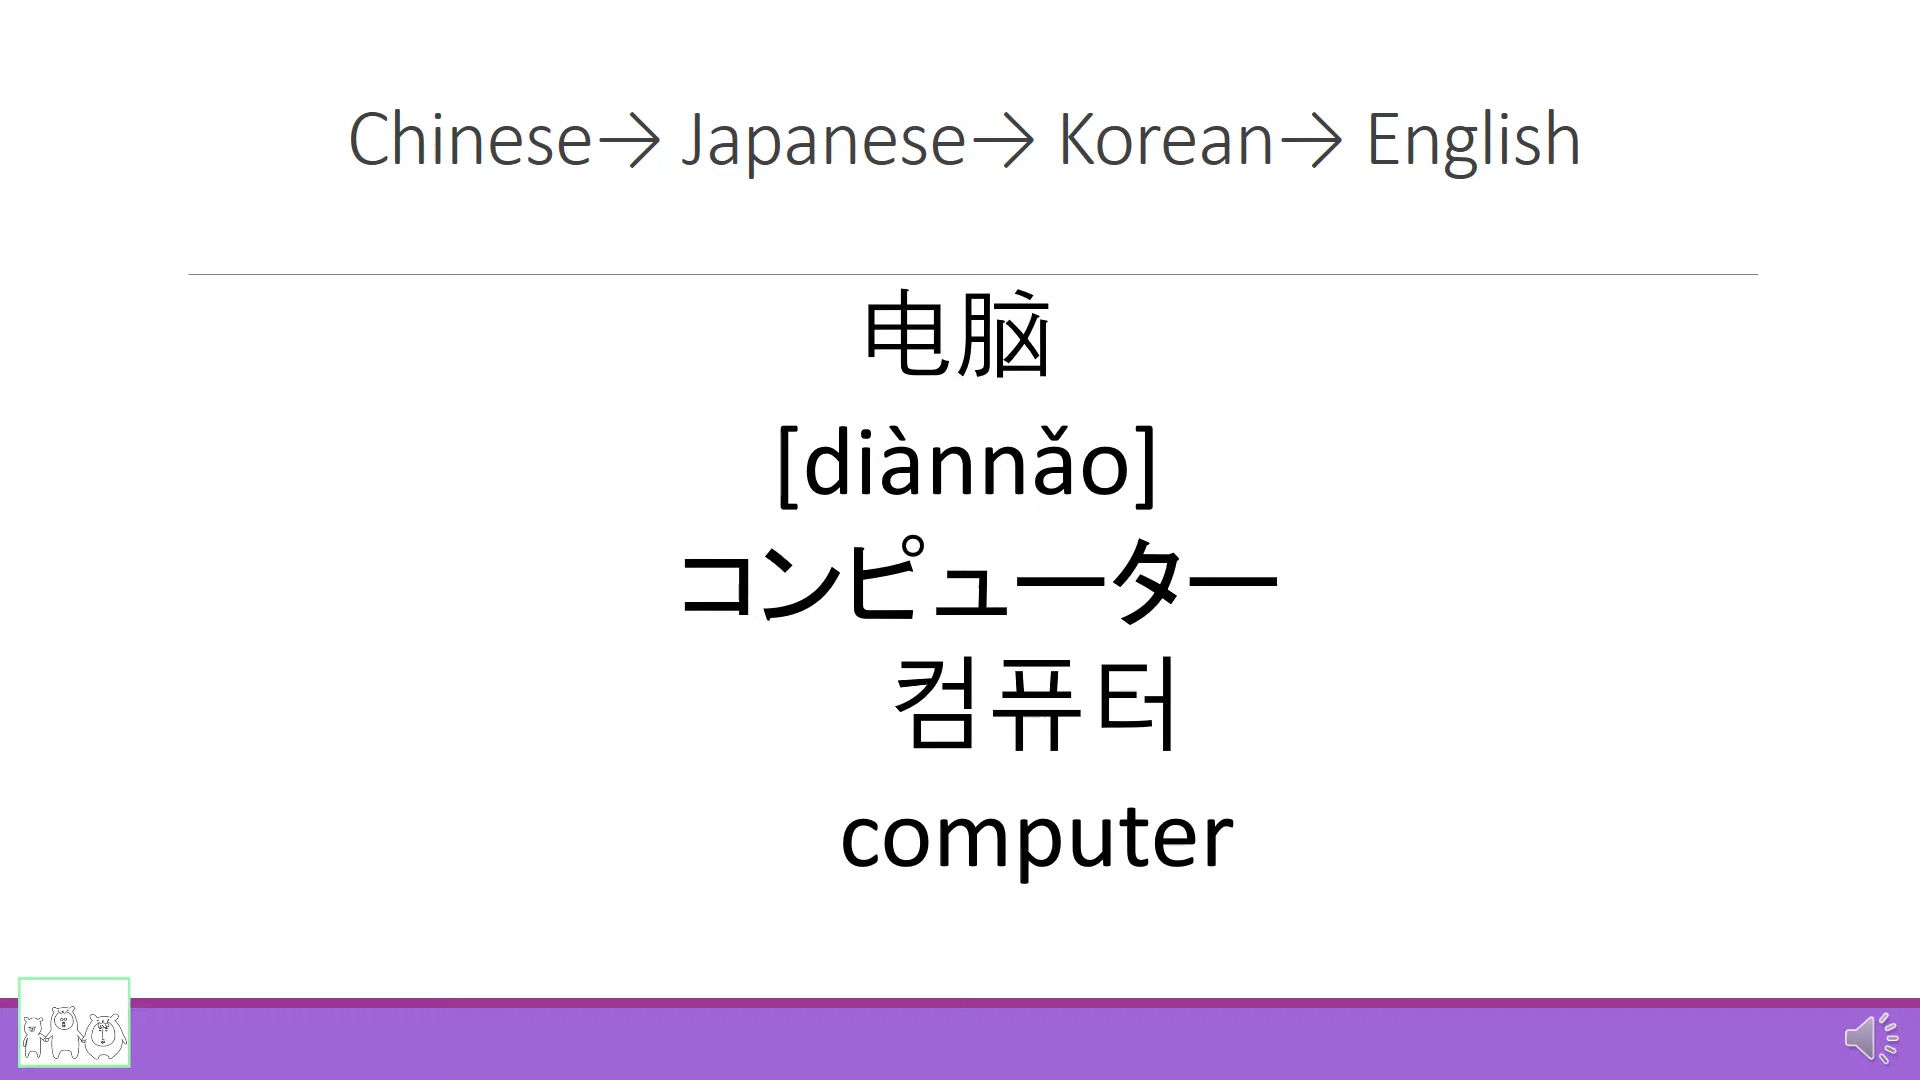 Chinese→ Japanese→ Korean→ English
电脑
[diànnǎo]
コンピューター
컴퓨터
computer